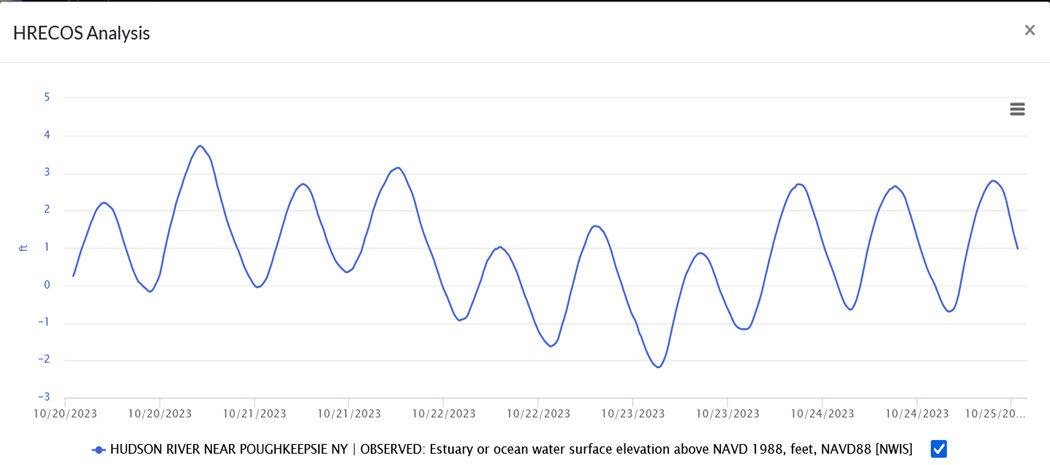 HRECOS Analysis ×
5
4
3
2
1
0
-1
-2
-3
ft
10/20/2023 10/20/2023 10/21/2023 10/21/2023 10/22/2023 10/22/2023 10/23/2023 10/23/2023 10/24/2023 10/24/2023 10/25/20...
HUDSON RIVER NEAR POUGHKEEPSIE NY | OBSERVED: Estuary or ocean water surface elevation above NAVD 1988, feet, NAVD88 [NWIS]